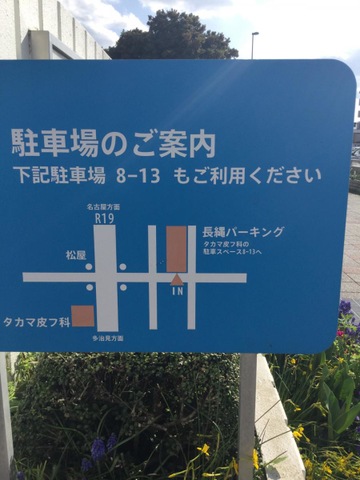 駐車場のご案内
下記駐車場 8-13 もご利用ください
名古屋方面
R19
松屋
長縄パーキング
タカマ皮フ科の
駐車スペース8-13へ
IN
タカマ皮フ科
多治見方面